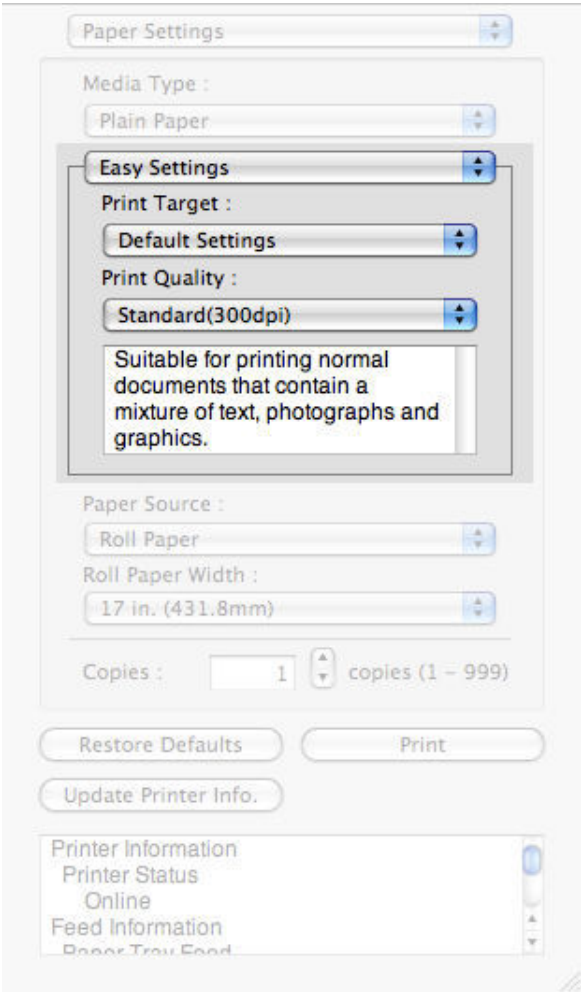 Paper Settings
Media Type :
Plain Paper
Easy Settings
Print Target :
Default Settings
Print Quality :
Standard(300dpi)
Suitable for printing normal
documents that contain a
mixture of text, photographs and
graphics.
Paper Source :
Roll Paper
Roll Paper Width :
17 in. (431.8mm)
Copies : 1 copies (1 – 999)
Restore Defaults Print
Update Printer Info.
Printer Information
Printer Status
Online
Feed Information
Paper Tray Feed